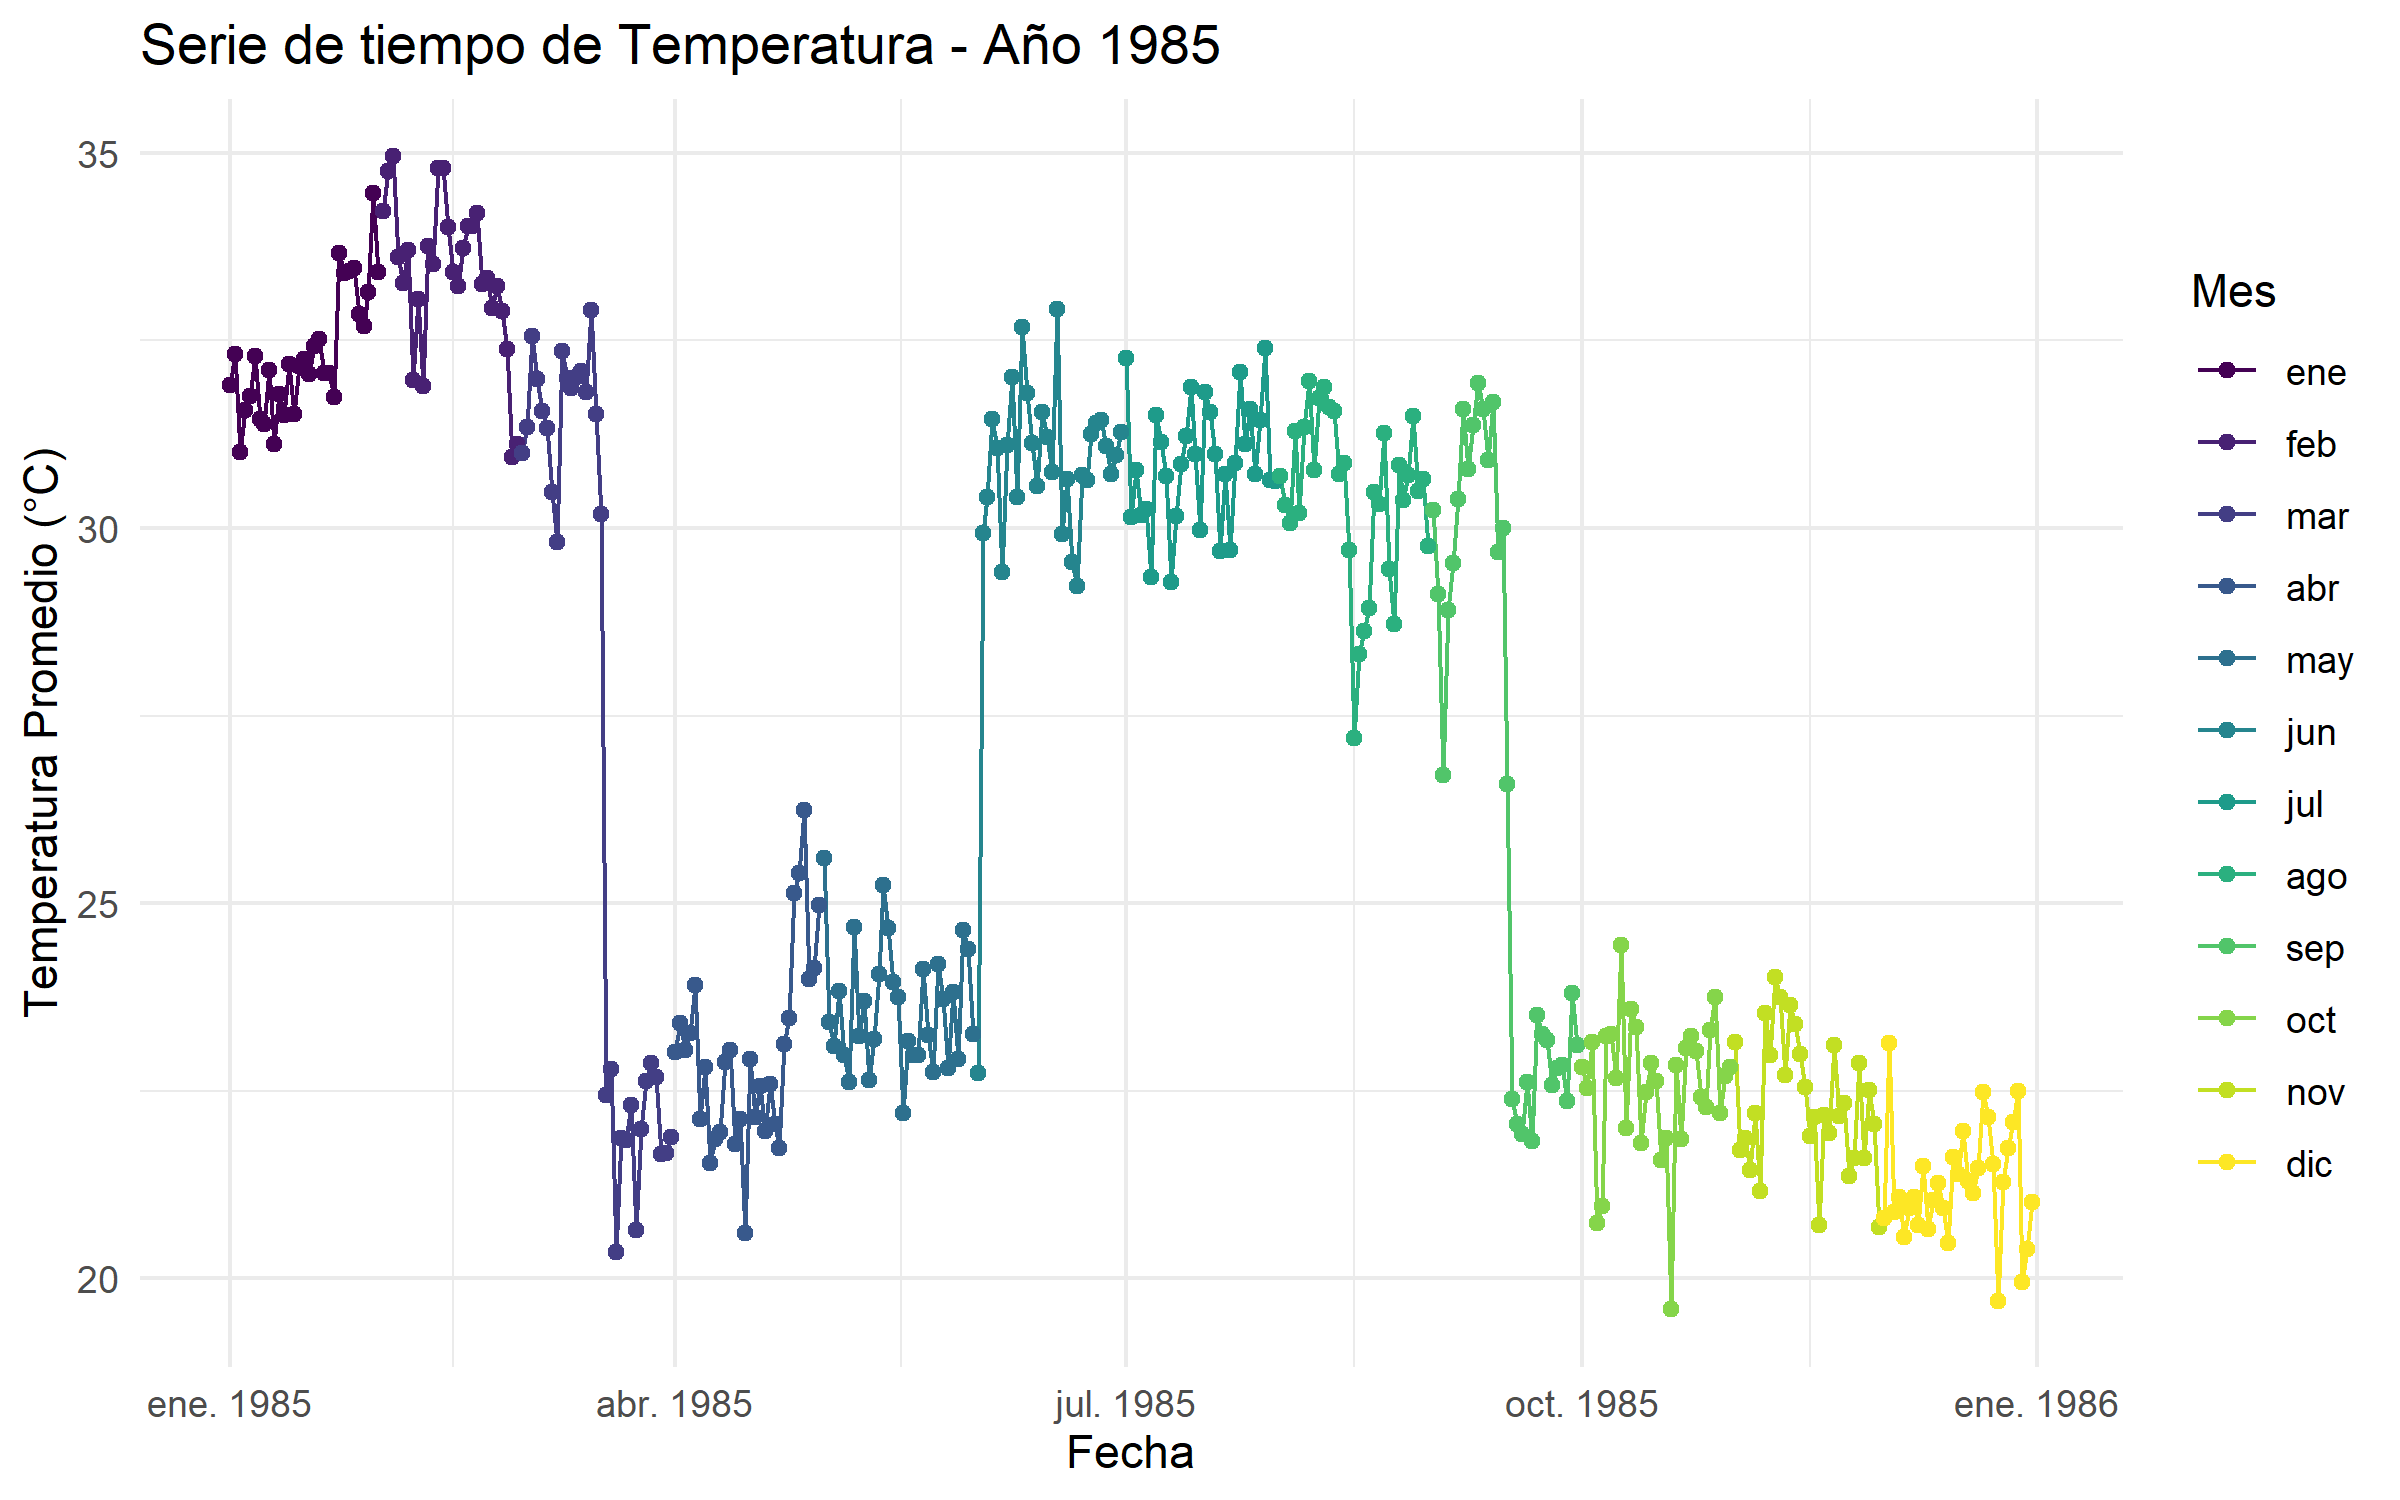 Serie de tiempo de Temperatura - Año 1985
Temperatura Promedio (°C)
35
30
25
20
ene. 1985
abr. 1985
jul. 1985
oct. 1985
ene. 1986
Fecha
Mes
ene
feb
mar
abr
may
jun
jul
ago
sep
oct
nov
dic